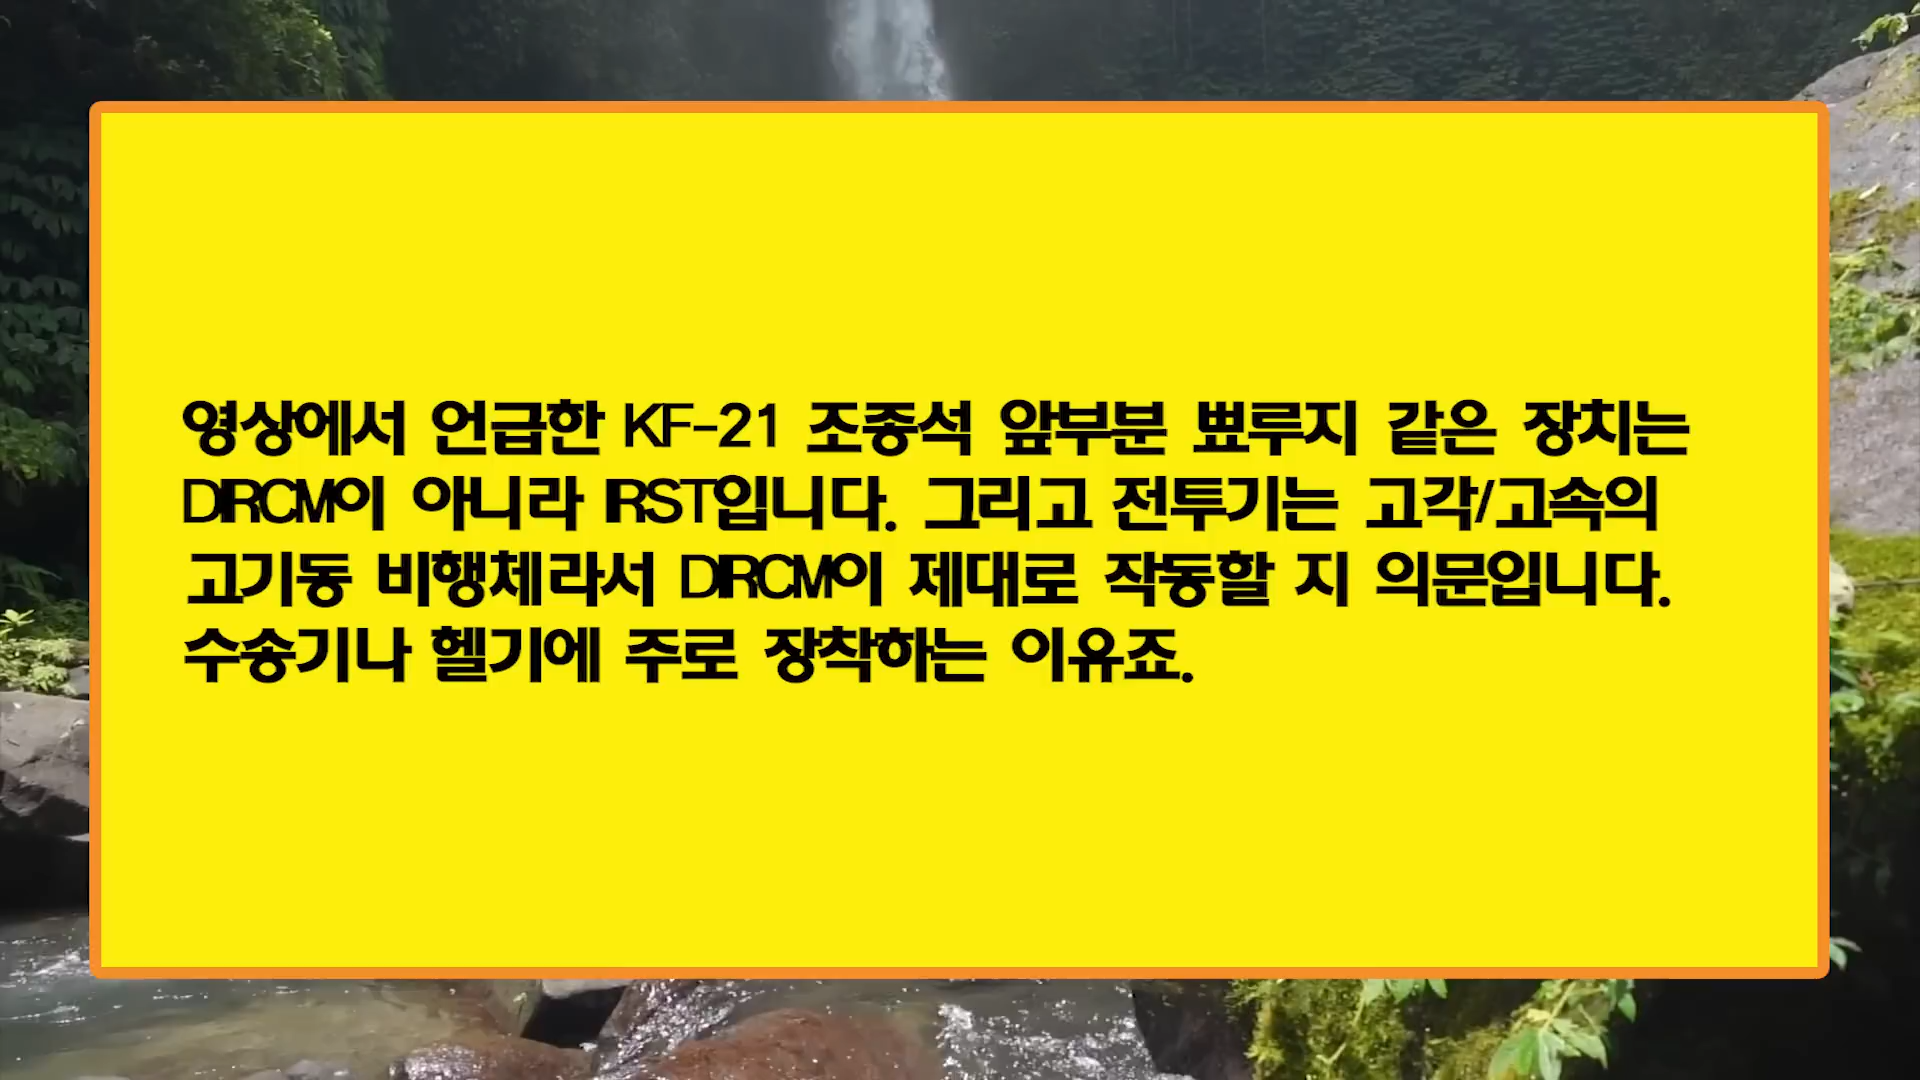 영상에서 언급한 KF-21 조종석 앞부분 뾰루지 같은 장치는
DIRCM이 아니라 IRST입니다. 그리고 전투기는 고각/고속의
고기동 비행체라서 DIRCM이 제대로 작동할 지 의문입니다.
수송기나 헬기에 주로 장착하는 이유죠.